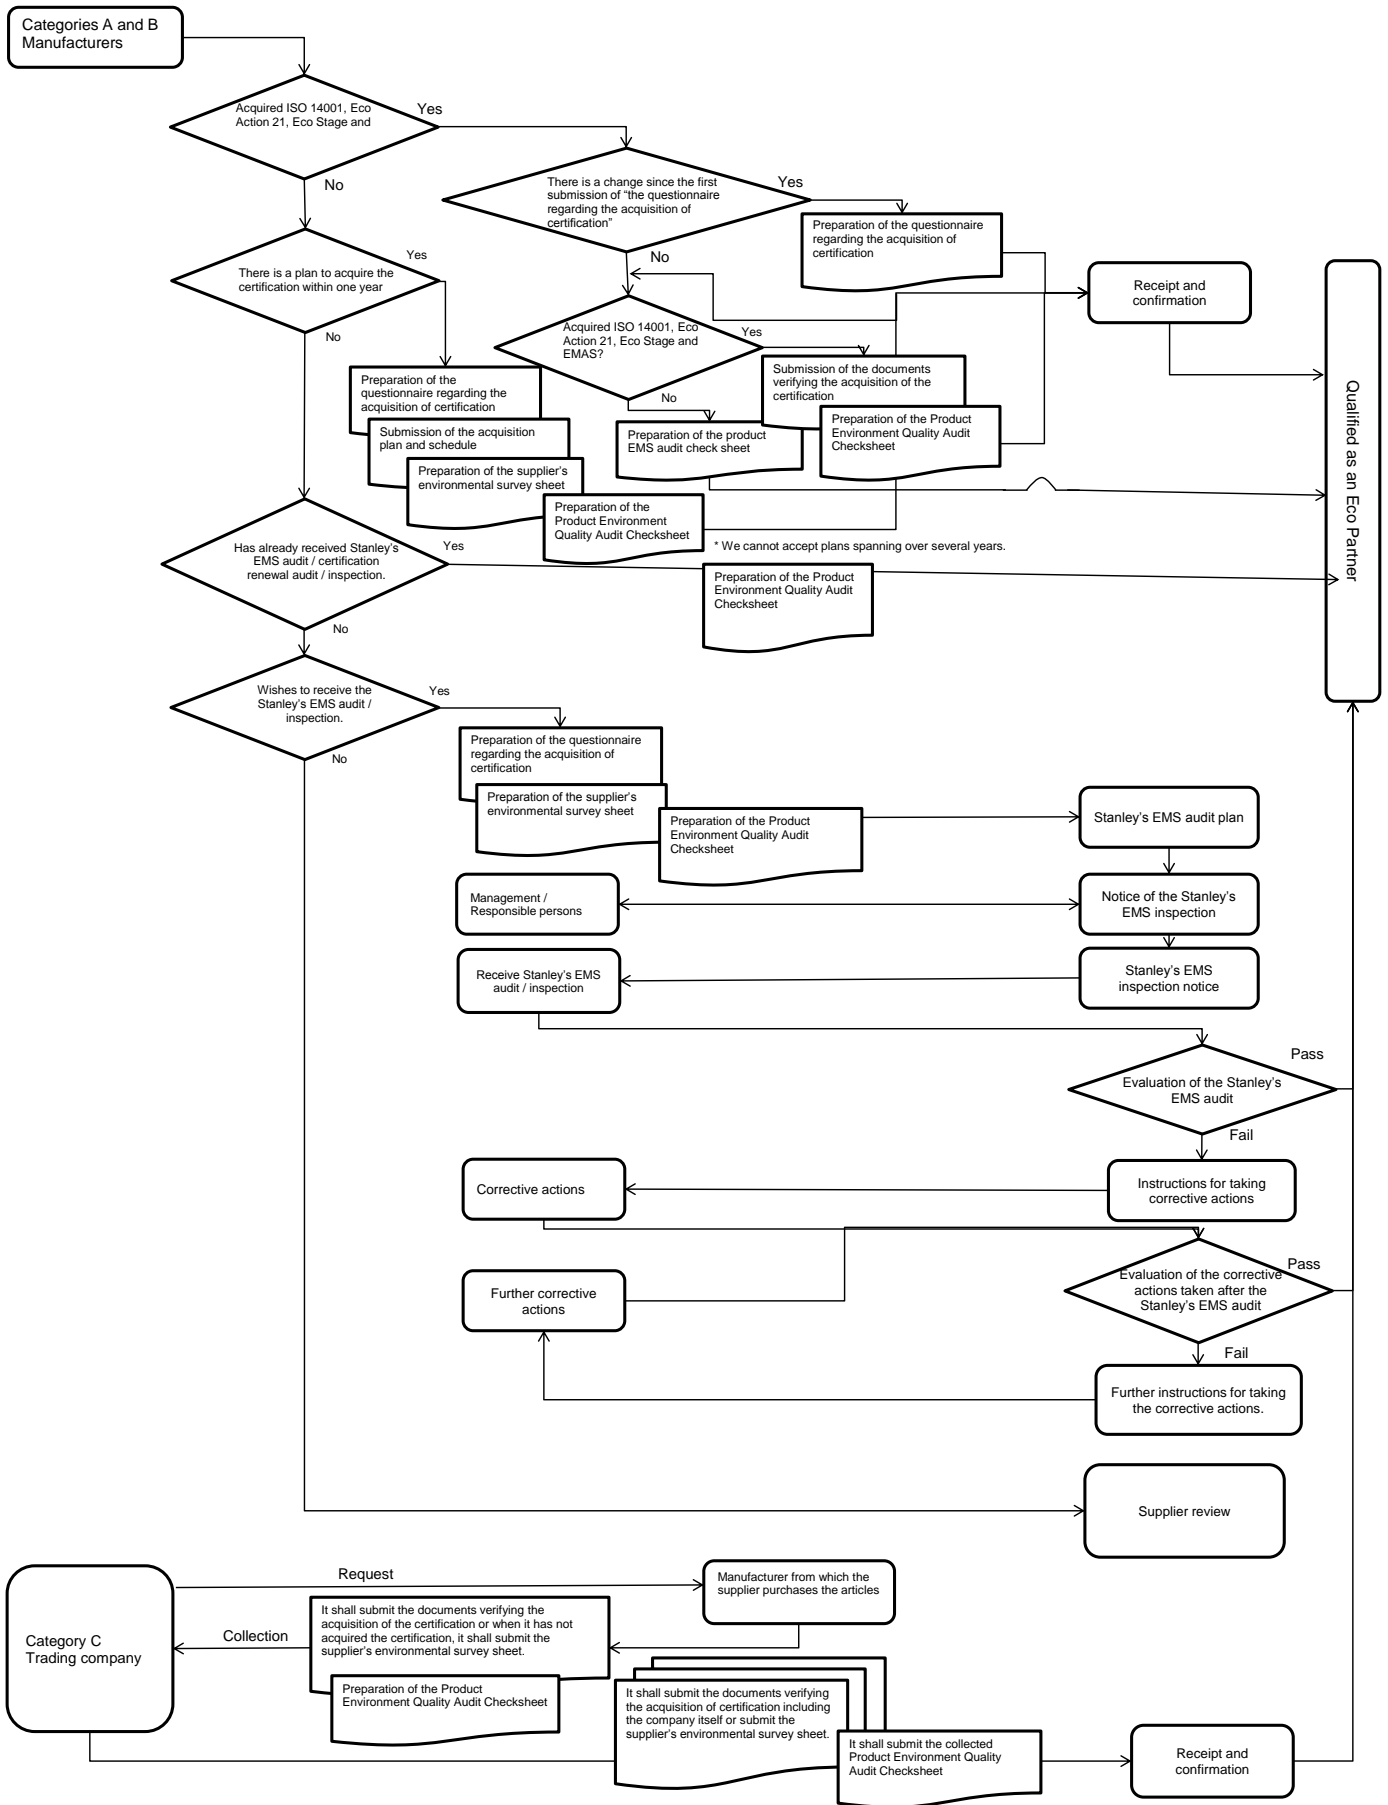 Categories A and B
Manufacturers
Acquired ISO 14001, Eco
Action 21, Eco Stage and
Yes
No
There is a change since the first
submission of “the questionnaire
regarding the acquisition of
certification”
Yes
Preparation of the questionnaire
regarding the acquisition of
certification
No
There is a plan to acquire the
certification within one year
Yes
No
Receipt and
confirmation
Acquired ISO 14001, Eco
Action 21, Eco Stage and
EMAS?
Yes
No
Submission of the documents
verifying the acquisition of the
certification
Preparation of the Product
Environment Quality Audit
Checksheet
Preparation of the product
EMS audit check sheet
Preparation of the
questionnaire regarding the
acquisition of certification
Submission of the acquisition
plan and schedule
Preparation of the supplier’s
environmental survey sheet
Preparation of the
Product Environment
Quality Audit Checksheet
* We cannot accept plans spanning over several years.
Qualified as an Eco Partner
Has already received Stanley’s
EMS audit / certification
renewal audit / inspection.
Yes
No
Preparation of the Product
Environment Quality Audit
Checksheet
Wishes to receive the
Stanley’s EMS audit /
inspection.
Yes
No
Preparation of the questionnaire
regarding the acquisition of
certification
Preparation of the supplier’s
environmental survey sheet
Preparation of the Product
Environment Quality Audit
Checksheet
Stanley’s EMS audit plan
Management /
Responsible persons
Notice of the Stanley’s
EMS inspection
Receive Stanley’s EMS
audit / inspection
Stanley’s EMS
inspection notice
Evaluation of the Stanley’s
EMS audit
Pass
Fail
Corrective actions
Instructions for taking
corrective actions
Evaluation of the corrective
actions taken after the
Stanley’s EMS audit
Pass
Fail
Further corrective
actions
Further instructions for taking
the corrective actions.
Supplier review
Category C
Trading company
Request
Manufacturer from which the
supplier purchases the articles
Collection
It shall submit the documents verifying the
acquisition of the certification or when it has not
acquired the certification, it shall submit the
supplier’s environmental survey sheet.
Preparation of the Product
Environment Quality Audit Checksheet
It shall submit the documents verifying
the acquisition of certification including
the company itself or submit the
supplier’s environmental survey sheet.
It shall submit the collected
Product Environment Quality
Audit Checksheet
Receipt and
confirmation